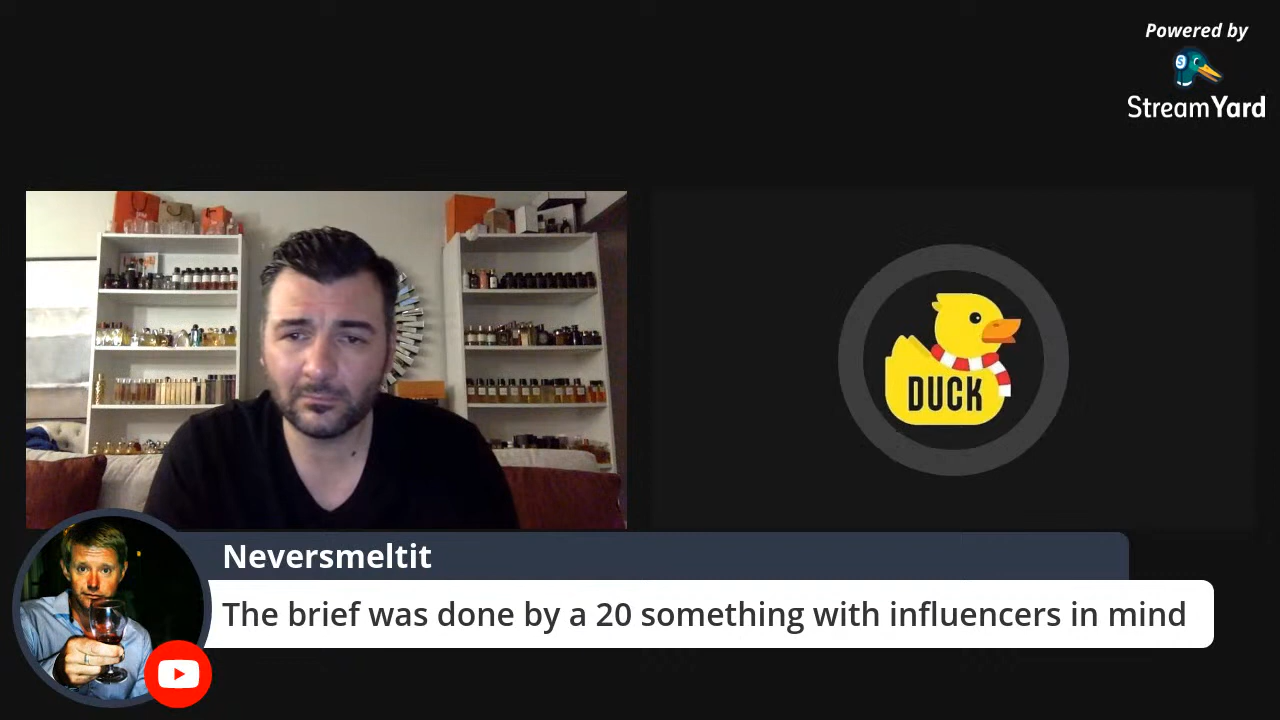 Powered by
StreamYard
DUCK
Neversmeltit
The brief was done by a 20 something with influencers in mind